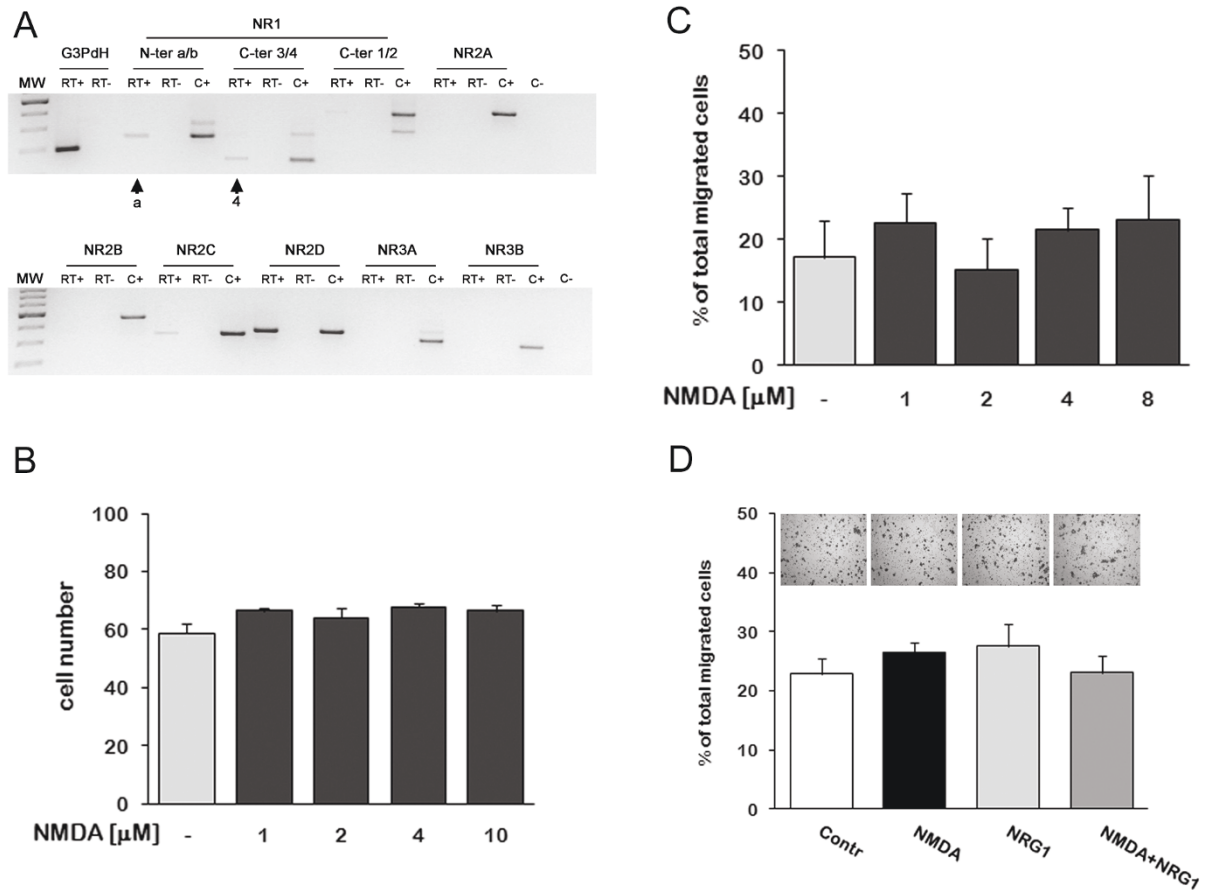 A
NR1
G3PdH N-ter a/b C-ter 3/4 C-ter 1/2 NR2A
MW RT+ RT- RT+ RT- C+ RT+ RT- C+ RT+ RT- C+ RT+ RT- C+ C-
a 4
NR2B NR2C NR2D NR3A NR3B
MW RT+ RT- C+ RT+ RT- C+ RT+ RT- C+ RT+ RT- C+ RT+ RT- C+ C-
B
cell number
100
80
60
40
20
0
NMDA [µM] - 1 2 4 10
C
% of total migrated cells
50
40
30
20
10
0
NMDA [µM] - 1 2 4 8
D
% of total migrated cells
50
40
30
20
10
0
Contr NMDA NRG1 NMDA+NRG1